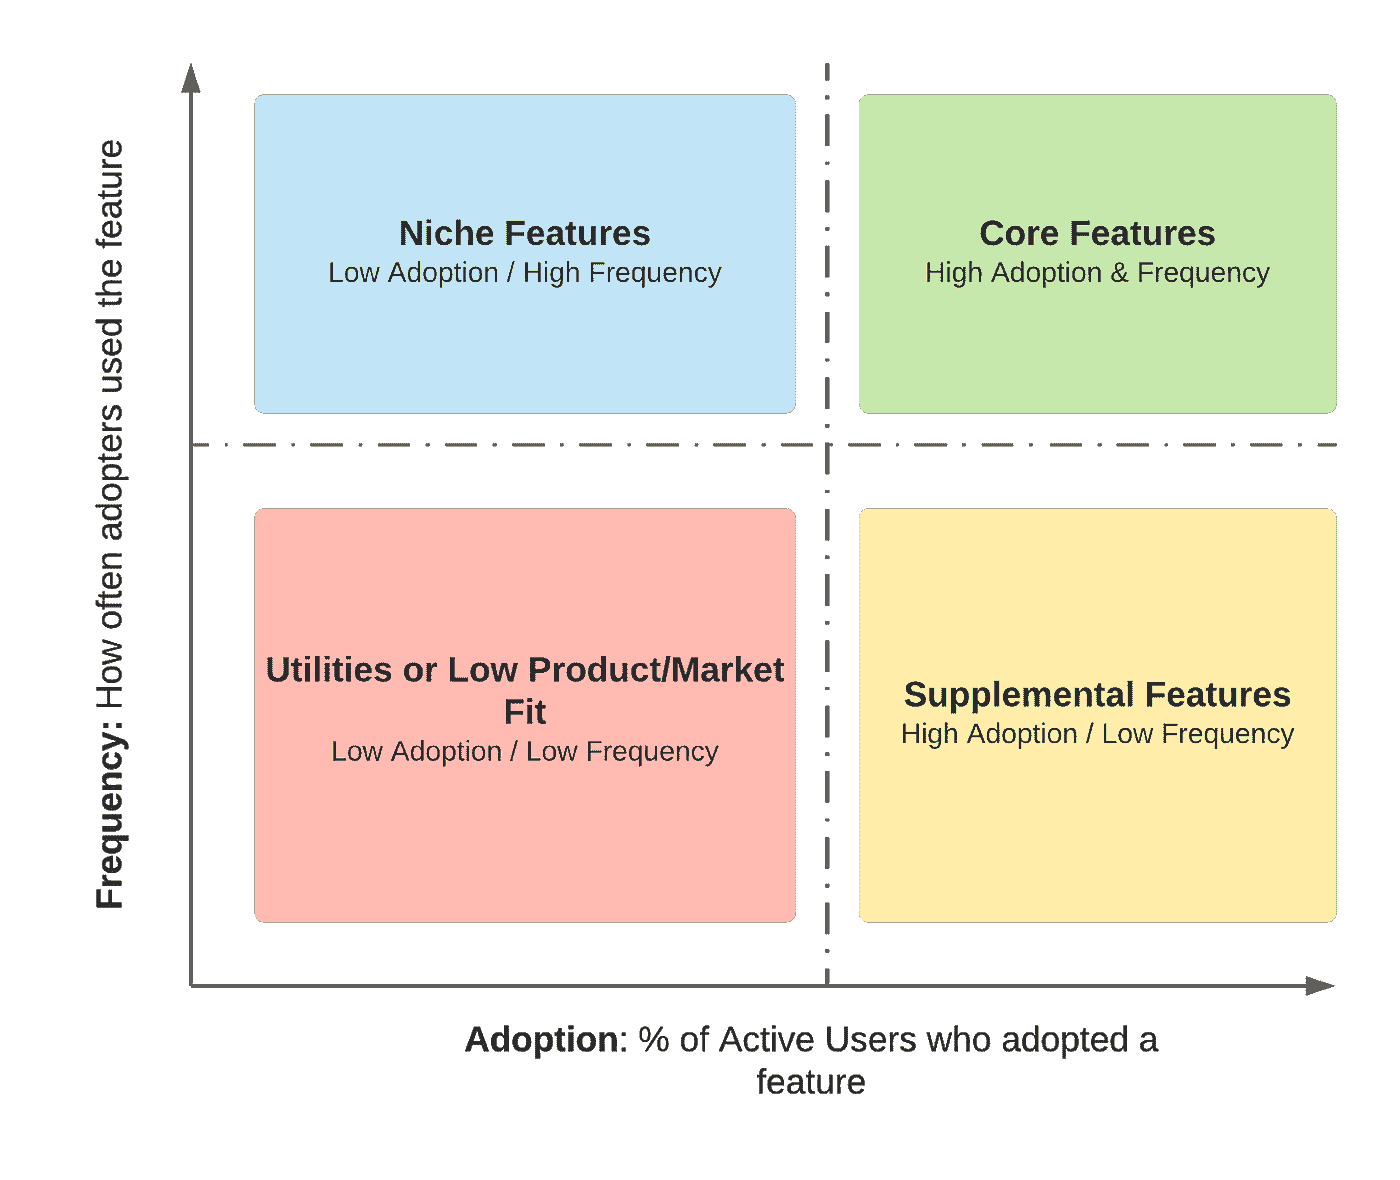 Frequency: How often adopters used the feature
Niche Features
Low Adoption / High Frequency
Core Features
High Adoption & Frequency
Utilities or Low Product/Market
Fit
Low Adoption / Low Frequency
Supplemental Features
High Adoption / Low Frequency
Adoption: % of Active Users who adopted a
feature